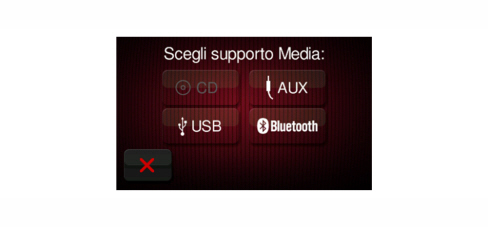 Scegli supporto Media:
CD AUX
USB Bluetooth